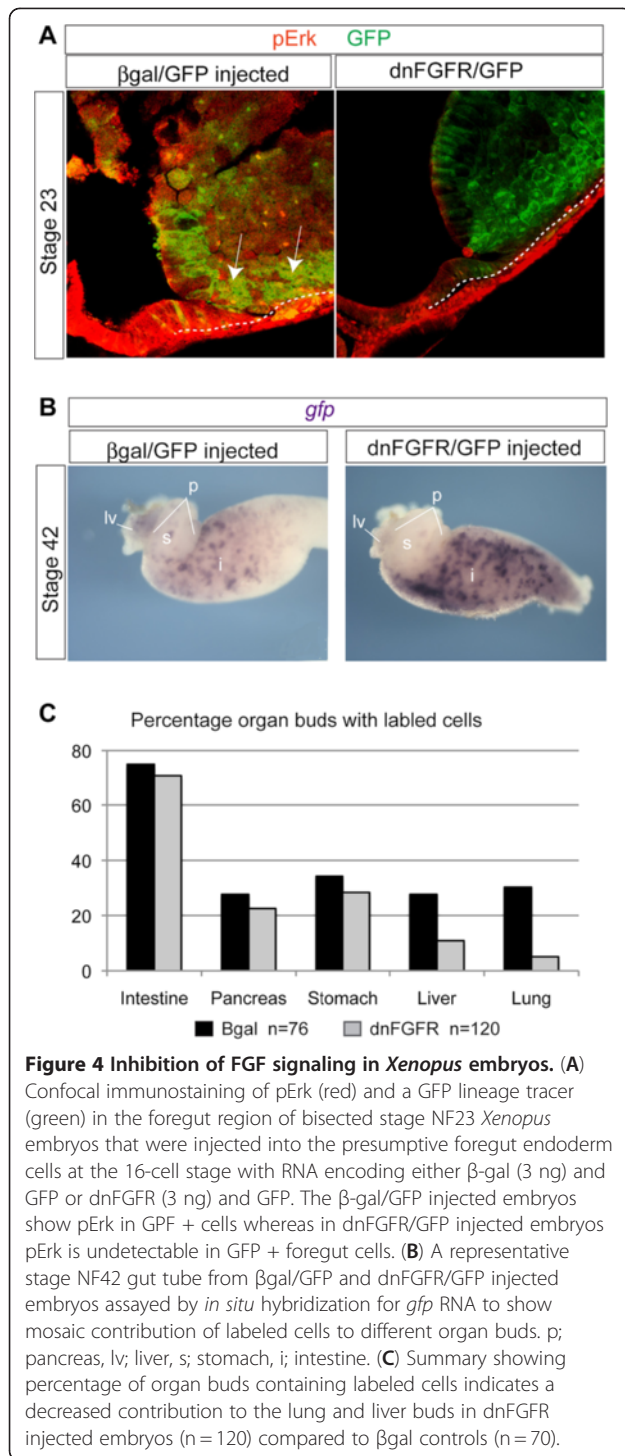 A
pErk GFP
βgal/GFP injected dnFGFR/GFP
Stage 23
B
gfp
βgal/GFP injected dnFGFR/GFP injected
Stage 42
p
lv
s
i
p
lv
s
i
C
Percentage organ buds with labled cells
80
60
40
20
0
Intestine Pancreas Stomach Liver Lung
Bgal n=76 dnFGFR n=120
Figure 4 Inhibition of FGF signaling in Xenopus embryos. (A)
Confocal immunostaining of pErk (red) and a GFP lineage tracer
(green) in the foregut region of bisected stage NF23 Xenopus
embryos that were injected into the presumptive foregut endoderm
cells at the 16-cell stage with RNA encoding either β-gal (3 ng) and
GFP or dnFGFR (3 ng) and GFP. The β-gal/GFP injected embryos
show pErk in GPF + cells whereas in dnFGFR/GFP injected embryos
pErk is undetectable in GFP + foregut cells. (B) A representative
stage NF42 gut tube from βgal/GFP and dnFGFR/GFP injected
embryos assayed by in situ hybridization for gfp RNA to show
mosaic contribution of labeled cells to different organ buds. p;
pancreas, lv; liver, s; stomach, i; intestine. (C) Summary showing
percentage of organ buds containing labeled cells indicates a
decreased contribution to the lung and liver buds in dnFGFR
injected embryos (n = 120) compared to βgal controls (n = 70).